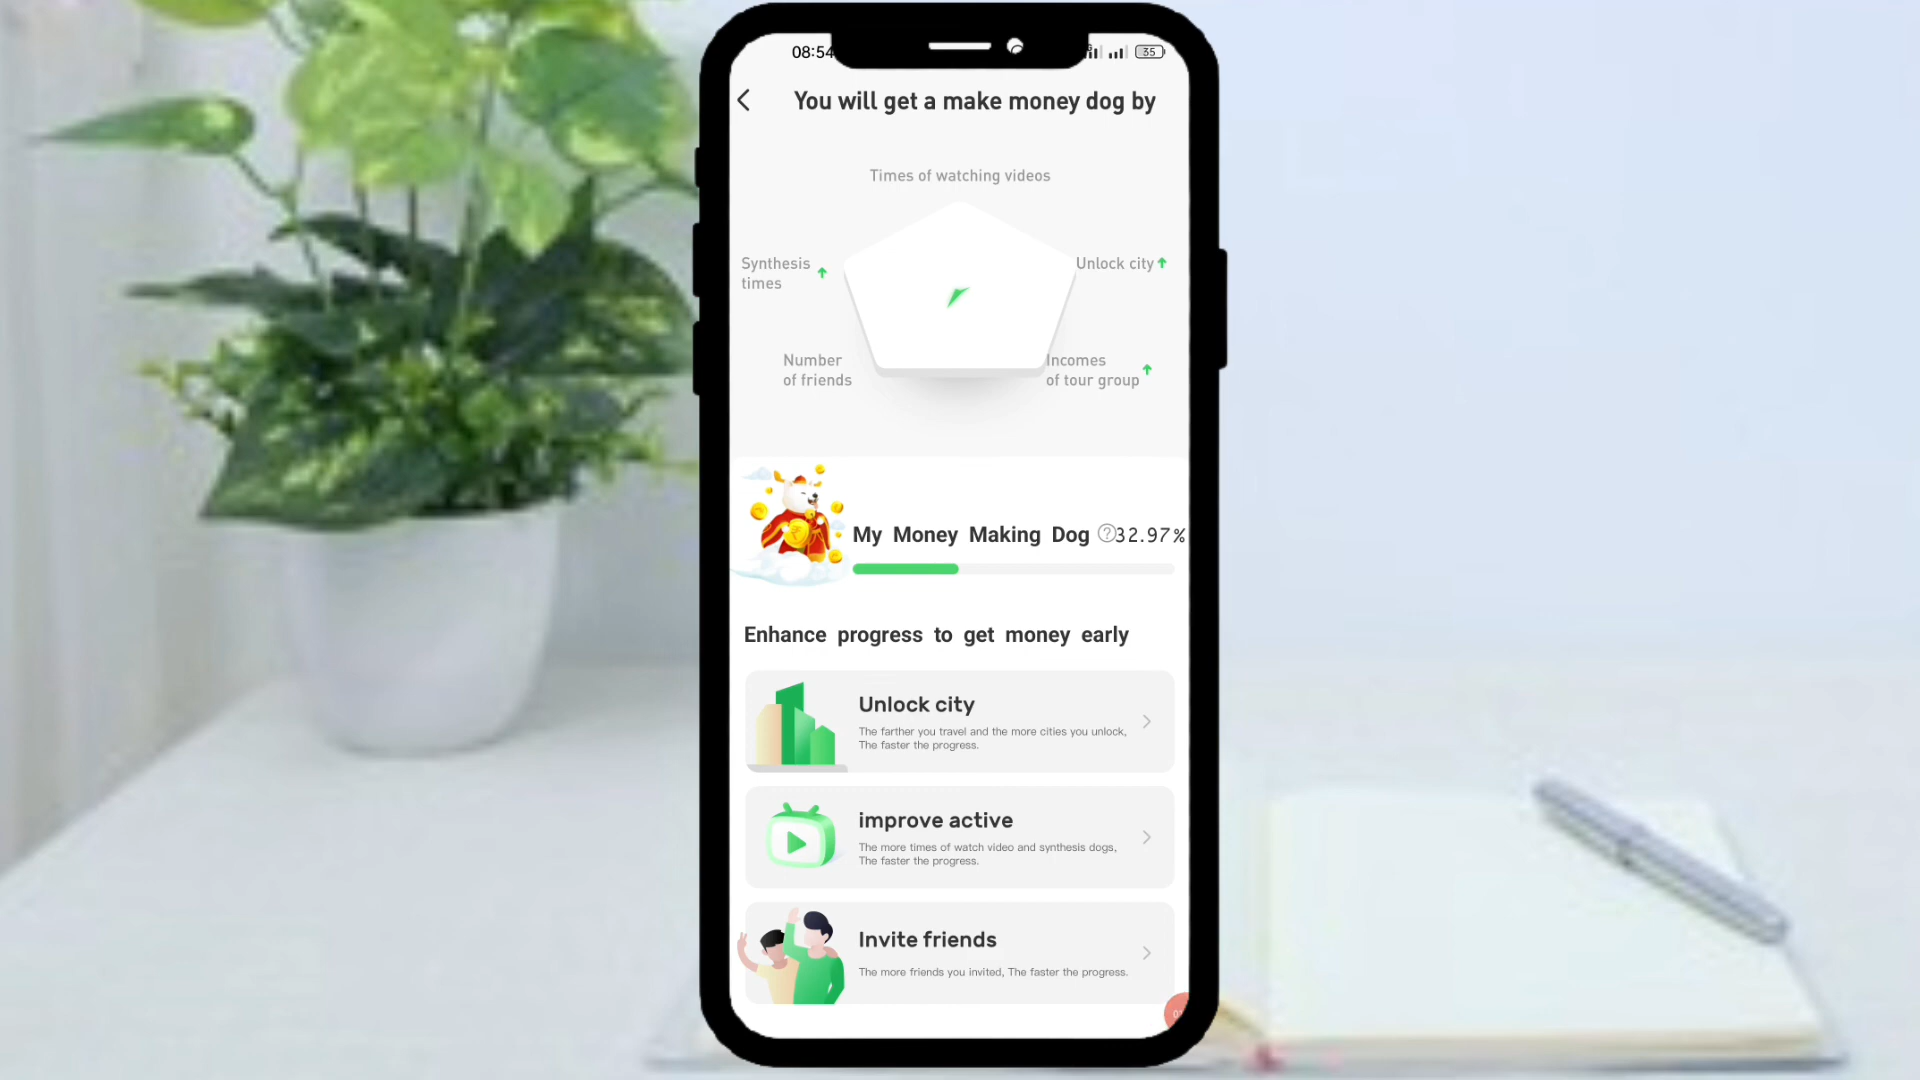 08:54
35
You will get a make money dog by
Times of watching videos
Synthesis
times
Unlock city
Number
of friends
Incomes
of tour group
My Money Making Dog ? 32.97%
Enhance progress to get money early
Unlock city
The farther you travel and the more cities you unlock,
The faster the progress.
improve active
The more times of watch video and synthesis dogs,
The faster the progress.
Invite friends
The more friends you invited, The faster the progress.